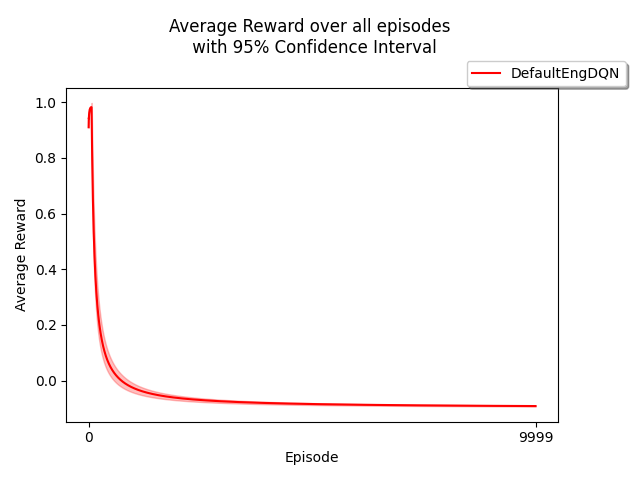 Average Reward over all episodes
with 95% Confidence Interval
DefaultEngDQN
1.0
0.8
0.6
0.4
0.2
0.0
Average Reward
0
9999
Episode